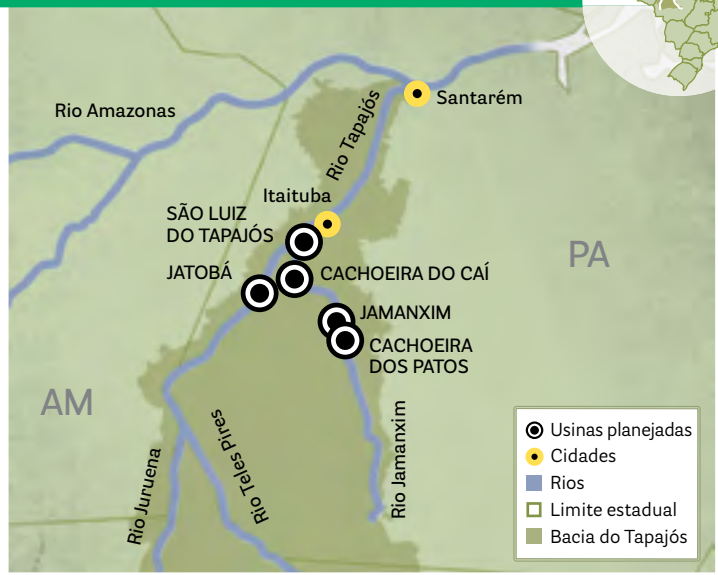 Rio Amazonas
Santarém
Rio Tapajós
Itaituba
SÃO LUIZ
DO TAPAJÓS
JATOBÁ
CACHOEIRA DO CAÍ
PA
JAMANXIM
CACHOEIRA
DOS PATOS
AM
Rio Juruena
Rio Teles Pires
Rio Jamanxim
Usinas planejadas
Cidades
Rios
Limite estadual
Bacia do Tapajós